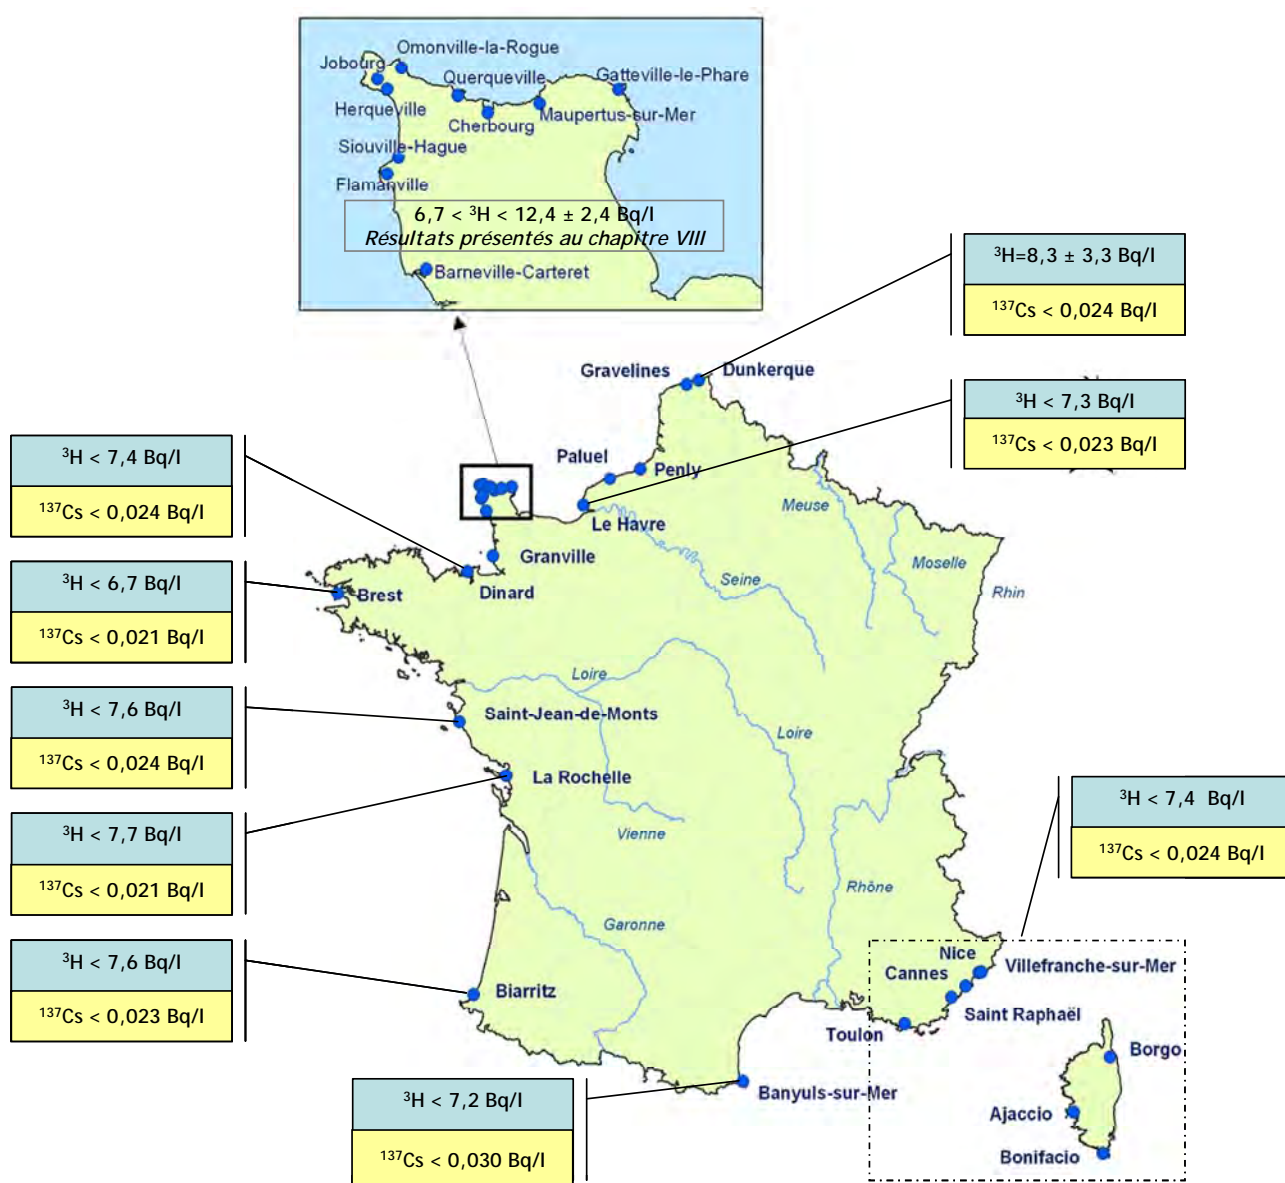 Omonville-la-Rogue
Jobourg
Querqueville
Gatteville-le-Phare
Herqueville
Cherbourg
Maupertus-sur-Mer
Siouville-Hague
Flamanville
6,7 < ³H < 12,4 ± 2,4 Bq/l
Résultats présentés au chapitre VIII
Barneville-Carteret
³H=8,3 ± 3,3 Bq/l
¹³⁷Cs < 0,024 Bq/l
Gravelines
Dunkerque
³H < 7,3 Bq/l
¹³⁷Cs < 0,023 Bq/l
³H < 7,4 Bq/l
¹³⁷Cs < 0,024 Bq/l
Paluel
Penly
Le Havre
Meuse
Moselle
Rhin
Seine
Granville
Dinard
³H < 6,7 Bq/l
¹³⁷Cs < 0,021 Bq/l
Brest
Loire
³H < 7,6 Bq/l
¹³⁷Cs < 0,024 Bq/l
Saint-Jean-de-Monts
Loire
La Rochelle
³H < 7,7 Bq/l
¹³⁷Cs < 0,021 Bq/l
Vienne
³H < 7,4 Bq/l
¹³⁷Cs < 0,024 Bq/l
Rhône
Garonne
³H < 7,6 Bq/l
¹³⁷Cs < 0,023 Bq/l
Biarritz
Nice
Cannes
Villefranche-sur-Mer
Saint Raphaël
Toulon
Borgo
³H < 7,2 Bq/l
¹³⁷Cs < 0,030 Bq/l
Banyuls-sur-Mer
Ajaccio
Bonifacio